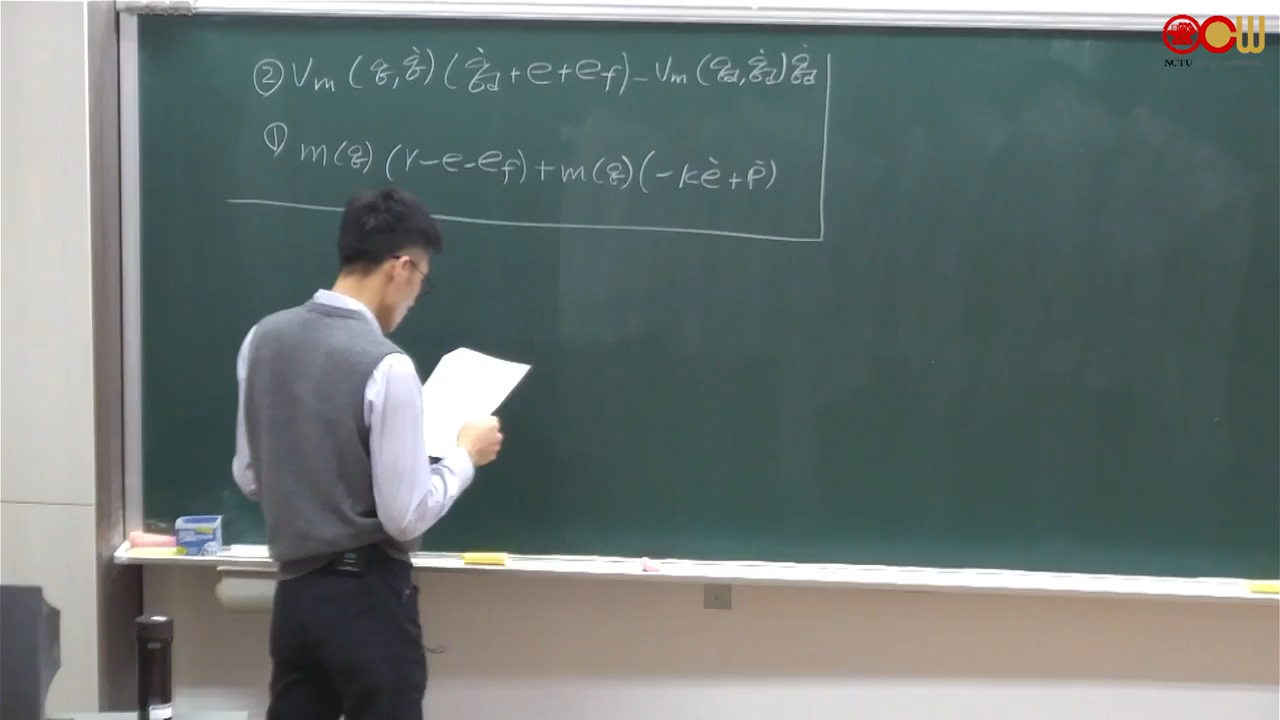 ② Vm(q, q̇)(q̇d + e + ef) - Vm(qd, q̇d)q̇d
① m(q)(r - e - ef) + m(q)(-kė + ṗ)
NCTU
OCW